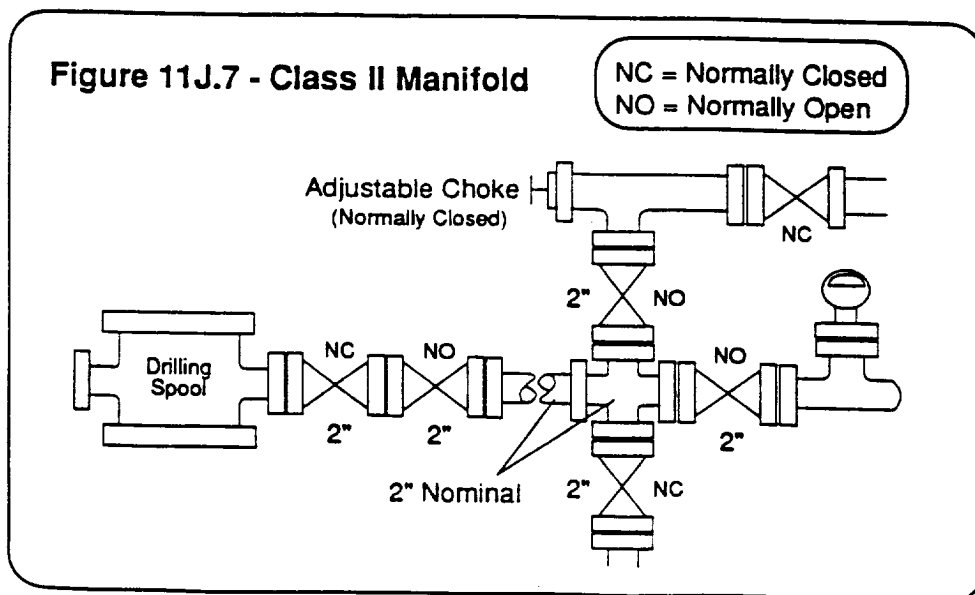 Figure 11J.7 - Class II Manifold
NC = Normally Closed
NO = Normally Open
Adjustable Choke
(Normally Closed)
NC
2" NO
Drilling
Spool
NC NO
NO
2" 2"
2"
2" Nominal
2" NC